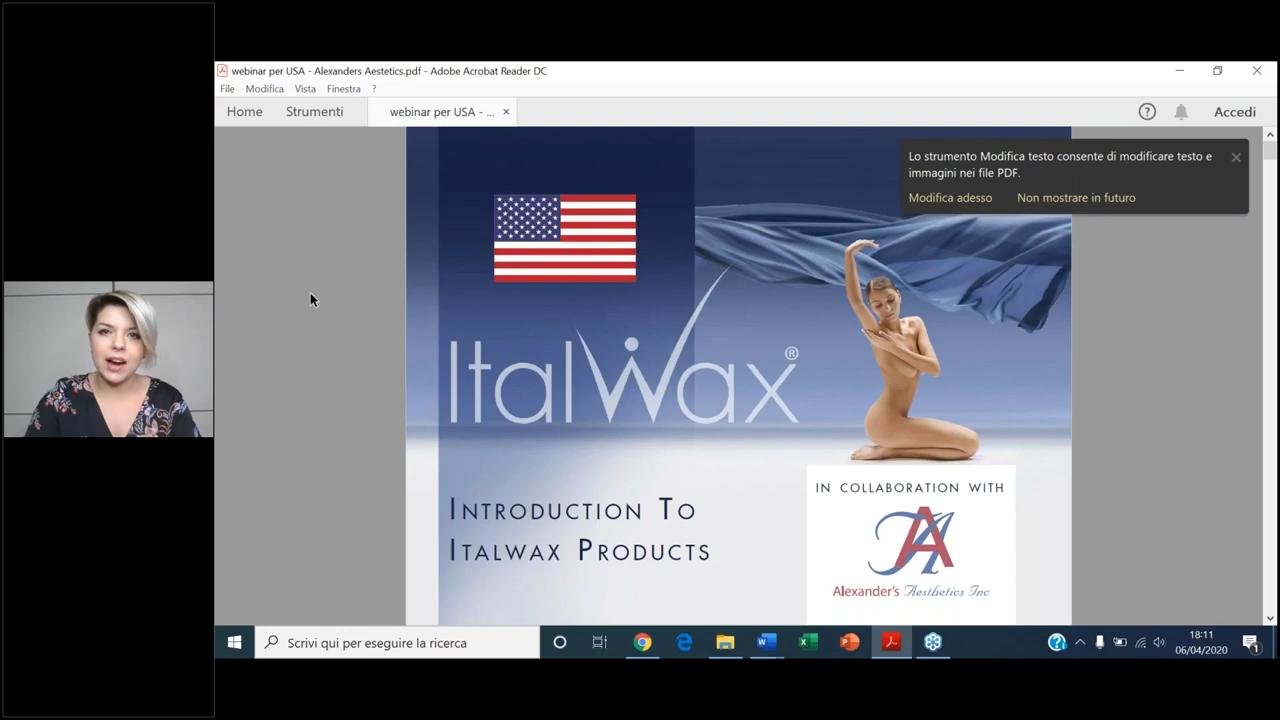 webinar per USA - Alexanders Aestetics.pdf - Adobe Acrobat Reader DC
File Modifica Vista Finestra ?
Home Strumenti webinar per USA - ... × Accedi
Lo strumento Modifica testo consente di modificare testo e
immagini nei file PDF.
Modifica adesso Non mostrare in futuro
ItalWax®
INTRODUCTION TO
ITALWAX PRODUCTS
IN COLLABORATION WITH
AA
Alexander's Aesthetics Inc
Scrivi qui per eseguire la ricerca
18:11
06/04/2020
1